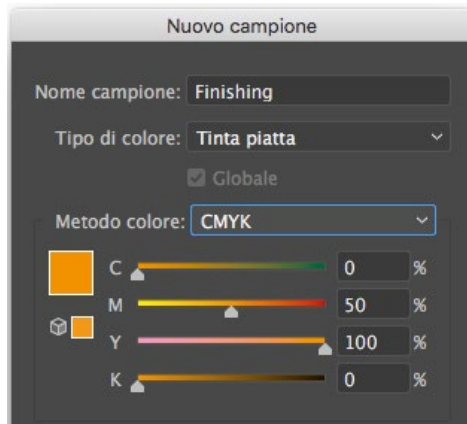 Nuovo campione
Nome campione: Finishing
Tipo di colore: Tinta piatta
Globale
Metodo colore: CMYK
C 0 %
M 50 %
Y 100 %
K 0 %